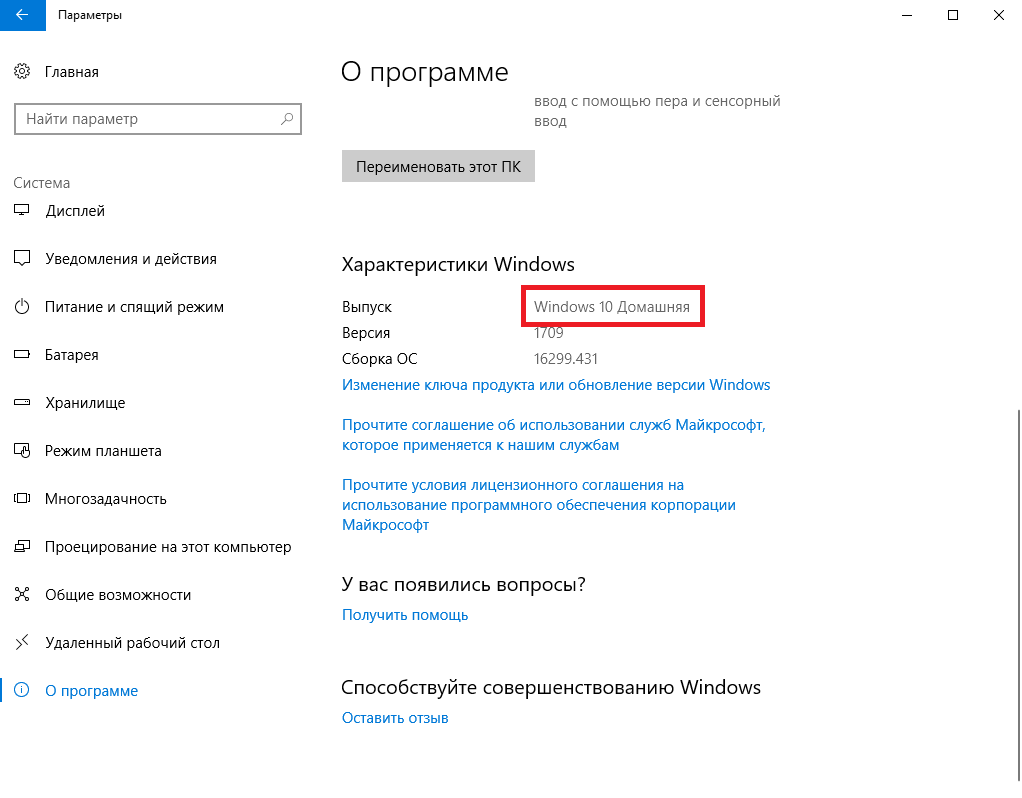 Параметры
Главная
Найти параметр
Система
Дисплей
Уведомления и действия
Питание и спящий режим
Батарея
Хранилище
Режим планшета
Многозадачность
Проецирование на этот компьютер
Общие возможности
Удаленный рабочий стол
О программе
О программе
ввод с помощью пера и сенсорный
ввод
Переименовать этот ПК
Характеристики Windows
Выпуск Windows 10 Домашняя
Версия 1709
Сборка ОС 16299.431
Изменение ключа продукта или обновление версии Windows
Прочтите соглашение об использовании служб Майкрософт,
которое применяется к нашим службам
Прочтите условия лицензионного соглашения на
использование программного обеспечения корпорации
Майкрософт
У вас появились вопросы?
Получить помощь
Способствуйте совершенствованию Windows
Оставить отзыв